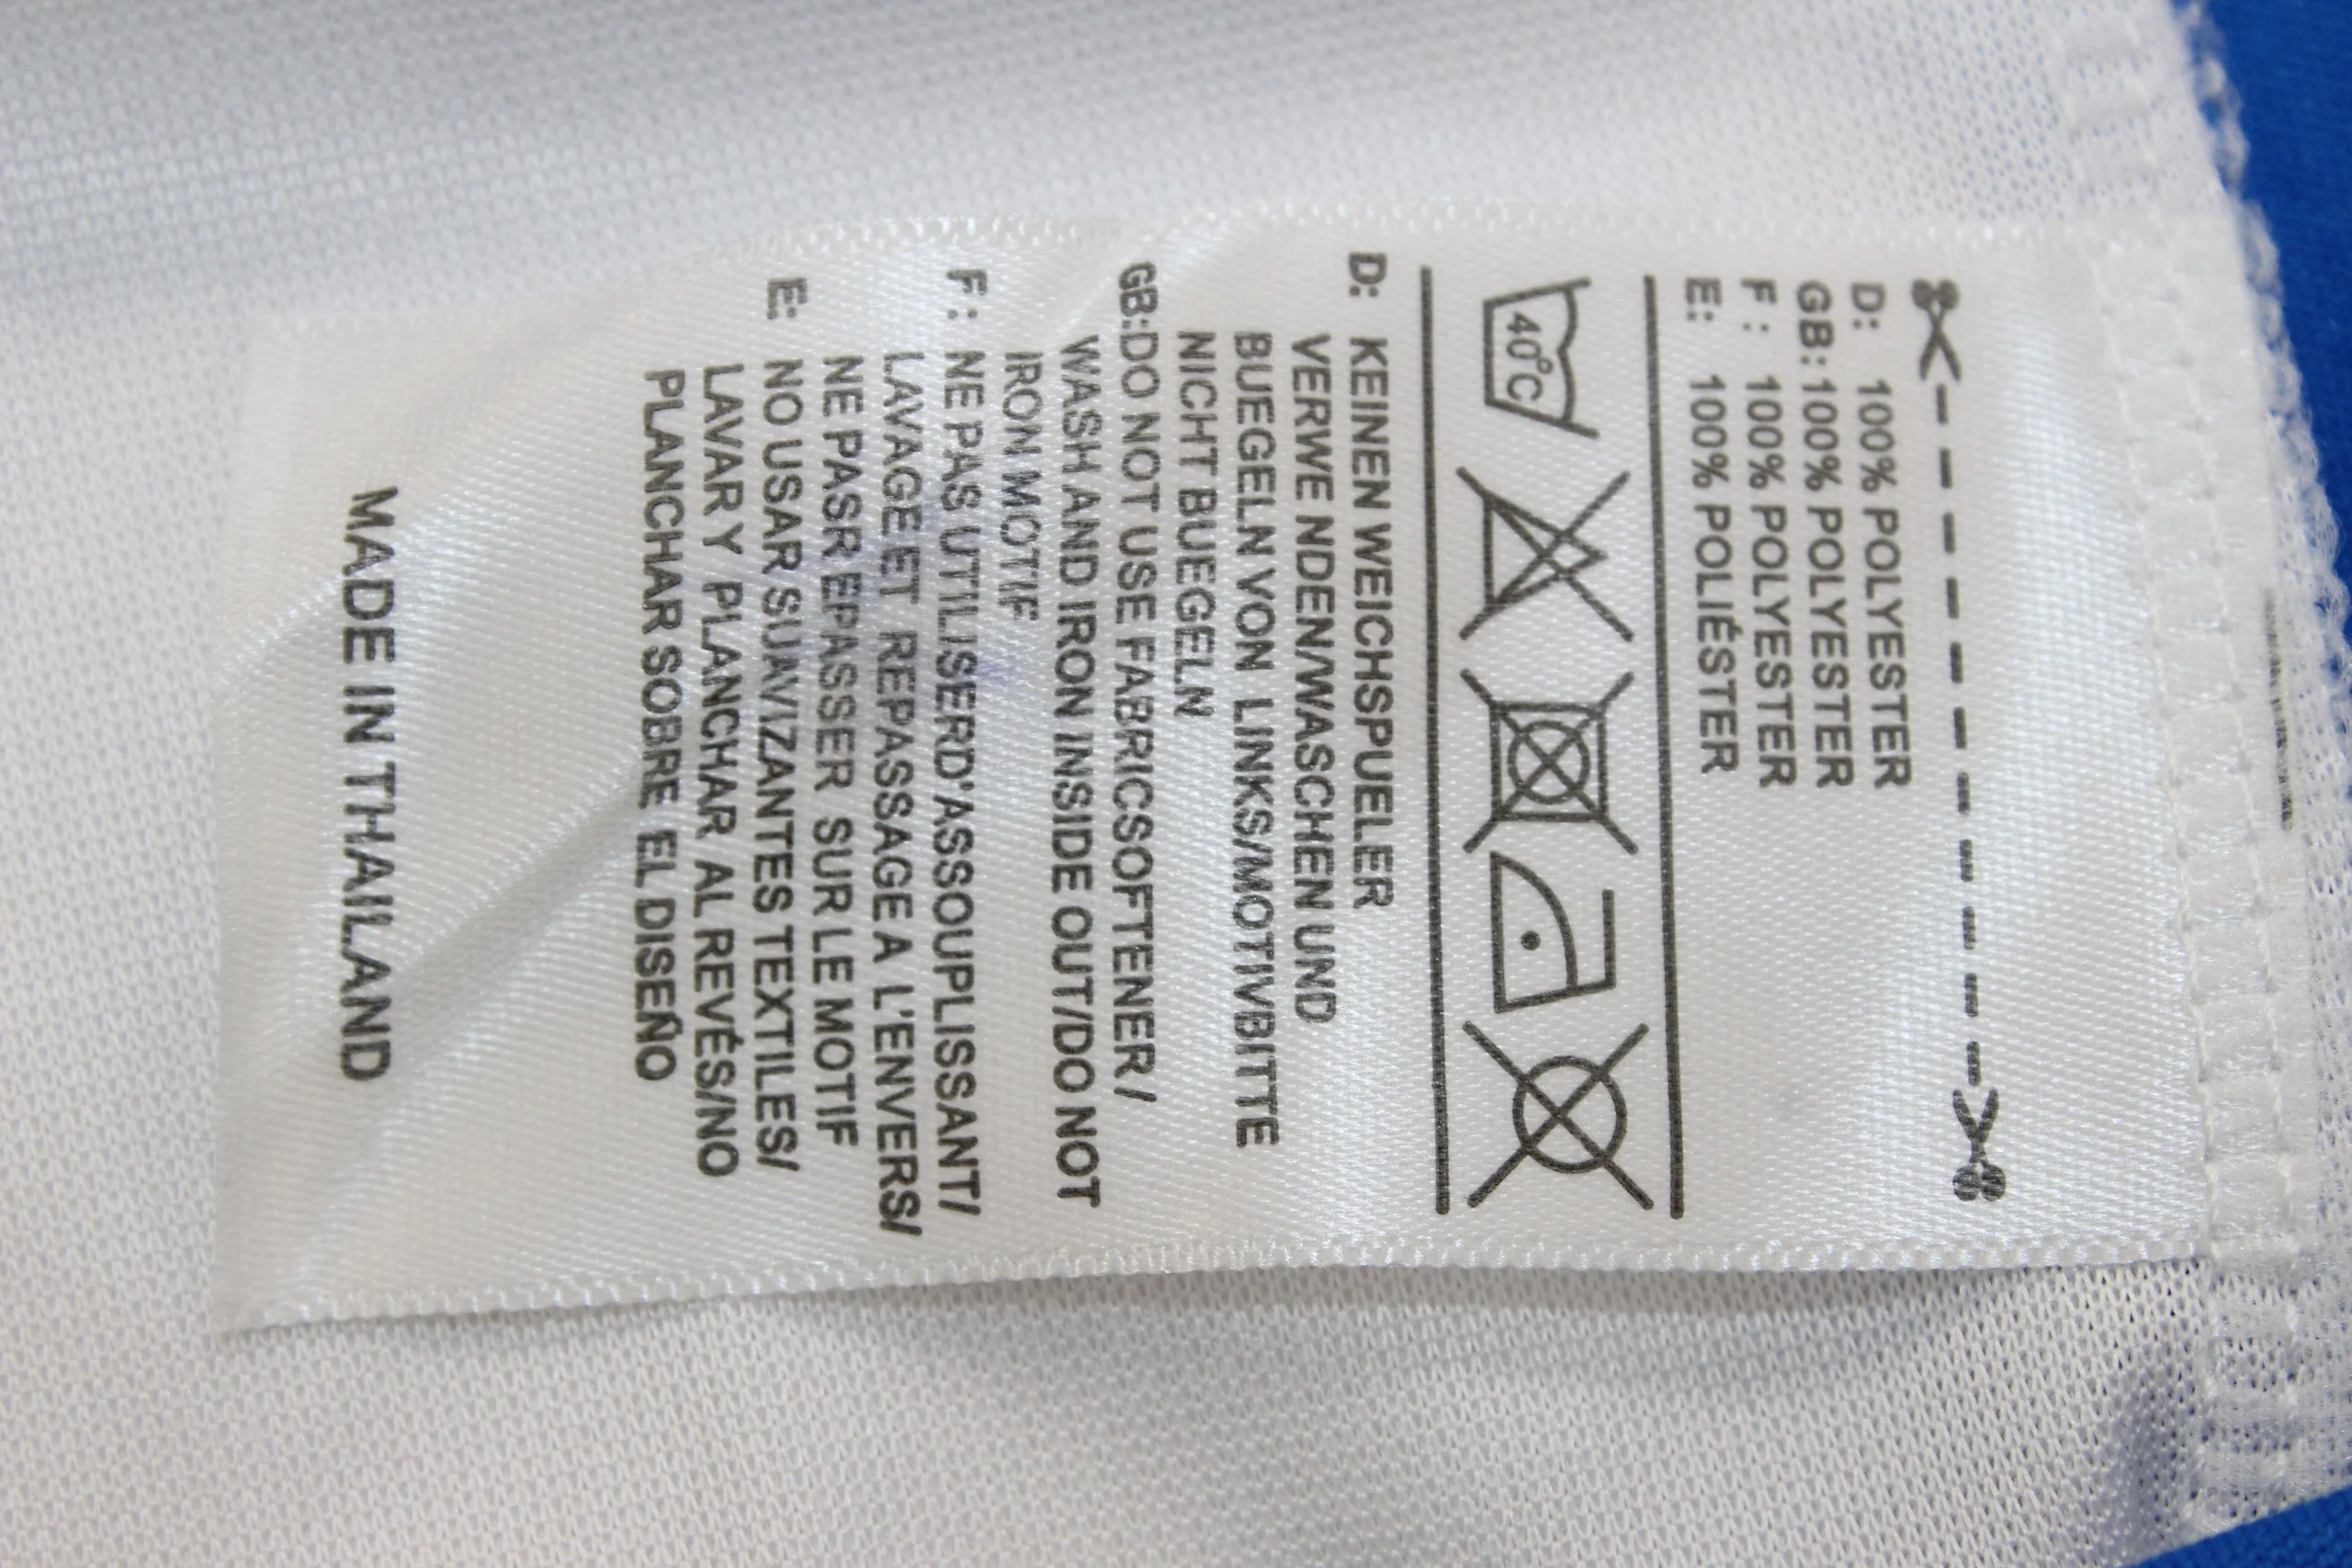 D: 100% POLYESTER
GB: 100% POLYESTER
F: 100% POLYESTER
E: 100% POLIÉSTER
40°C
D: KEINEN WEICHSPUELER
VERWE NDEN/WASCHEN UND
BUEGELN VON LINKS/MOTIVBITTE
NICHT BUEGELN
GB:DO NOT USE FABRICSOFTENER/
WASH AND IRON INSIDE OUT/DO NOT
IRON MOTIF
F: NE PAS UTILISERD'ASSOUPLISSANT/
LAVAGE ET REPASSAGE A L'ENVERS/
NE PASR EPASSER SUR LE MOTIF
E: NO USAR SUAVIZANTES TEXTILES/
LAVAR Y PLANCHAR AL REVÉS/NO
PLANCHAR SOBRE EL DISEÑO
MADE IN THAILAND